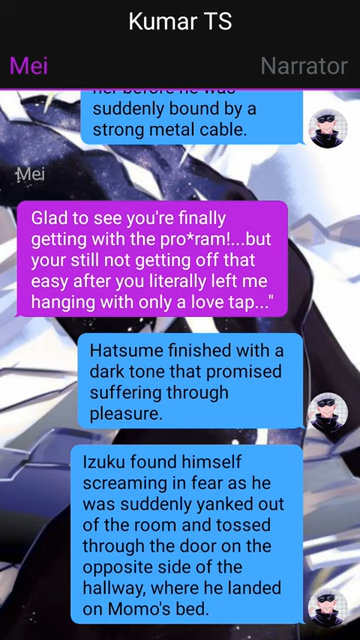 Kumar TS
Mei
Narrator
her before he was
suddenly bound by a
strong metal cable.
Mei
Glad to see you're finally
getting with the pro*ram!...but
your still not getting off that
easy after you literally left me
hanging with only a love tap..."
Hatsume finished with a
dark tone that promised
suffering through
pleasure.
Izuku found himself
screaming in fear as he
was suddenly yanked out
of the room and tossed
through the door on the
opposite side of the
hallway, where he landed
on Momo's bed.